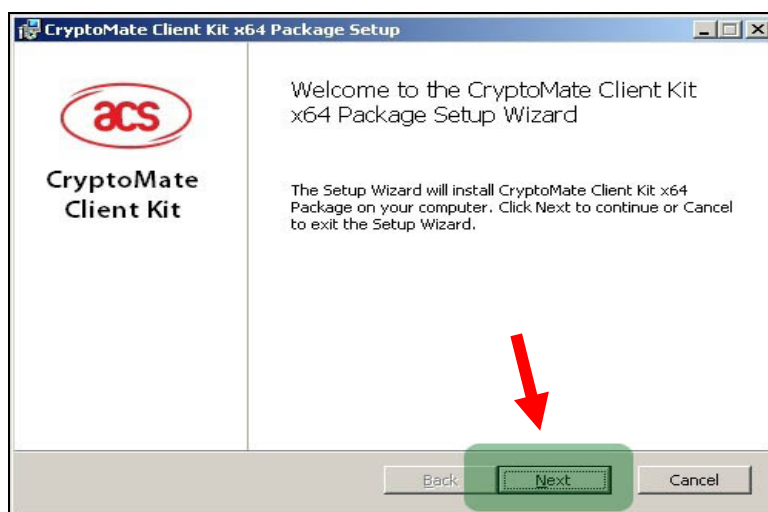 CryptoMate Client Kit x64 Package Setup
acs
CryptoMate
Client Kit
Welcome to the CryptoMate Client Kit
x64 Package Setup Wizard
The Setup Wizard will install CryptoMate Client Kit x64
Package on your computer. Click Next to continue or Cancel
to exit the Setup Wizard.
Back
Next
Cancel